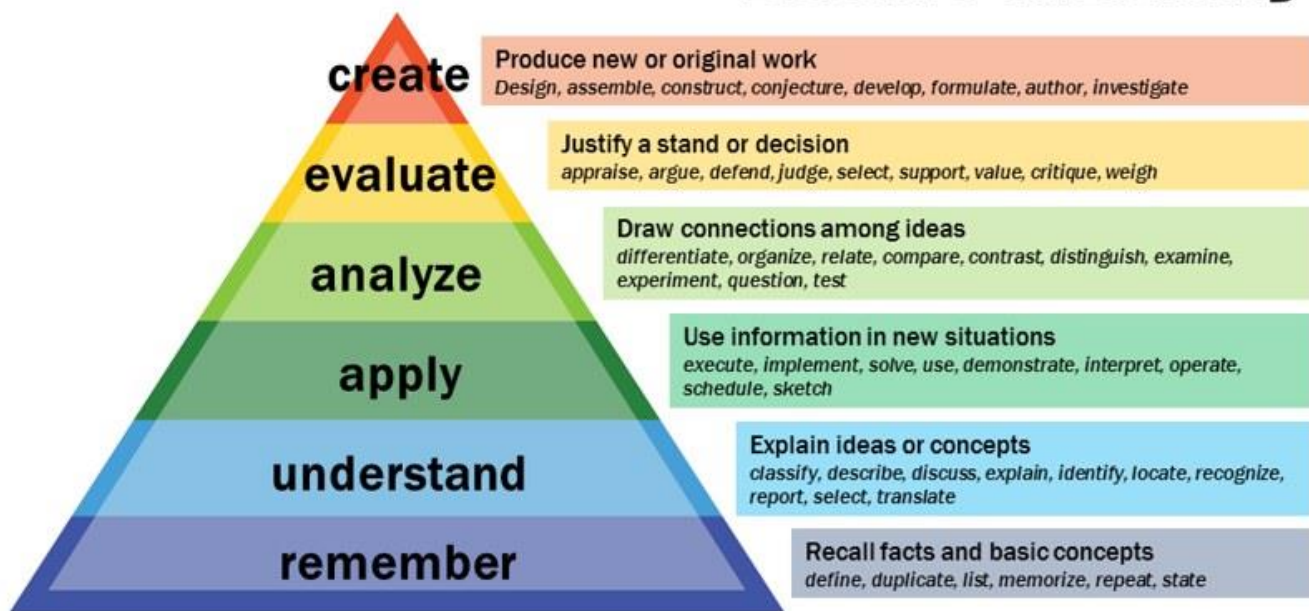 create
Produce new or original work
Design, assemble, construct, conjecture, develop, formulate, author, investigate
evaluate
Justify a stand or decision
appraise, argue, defend, judge, select, support, value, critique, weigh
analyze
Draw connections among ideas
differentiate, organize, relate, compare, contrast, distinguish, examine,
experiment, question, test
apply
Use information in new situations
execute, implement, solve, use, demonstrate, interpret, operate,
schedule, sketch
understand
Explain ideas or concepts
classify, describe, discuss, explain, identify, locate, recognize,
report, select, translate
remember
Recall facts and basic concepts
define, duplicate, list, memorize, repeat, state